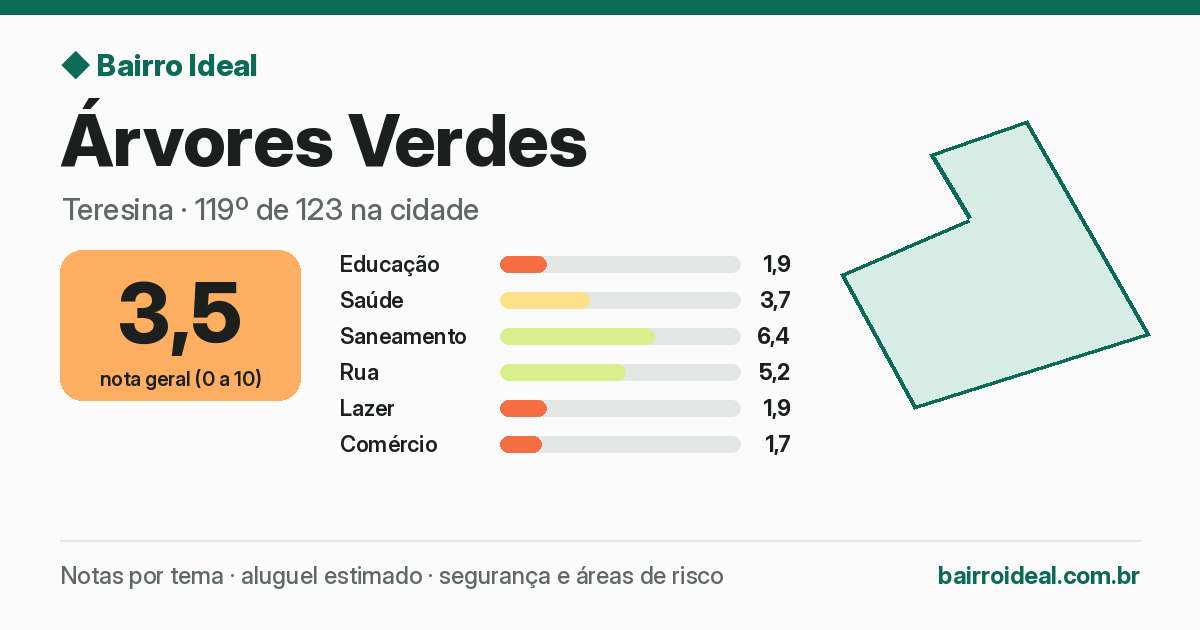 Bairro Ideal
Árvores Verdes
Teresina · 119º de 123 na cidade
3,5
nota geral (0 a 10)
Educação 1,9
Saúde 3,7
Saneamento 6,4
Rua 5,2
Lazer 1,9
Comércio 1,7
Notas por tema · aluguel estimado · segurança e áreas de risco
bairroideal.com.br